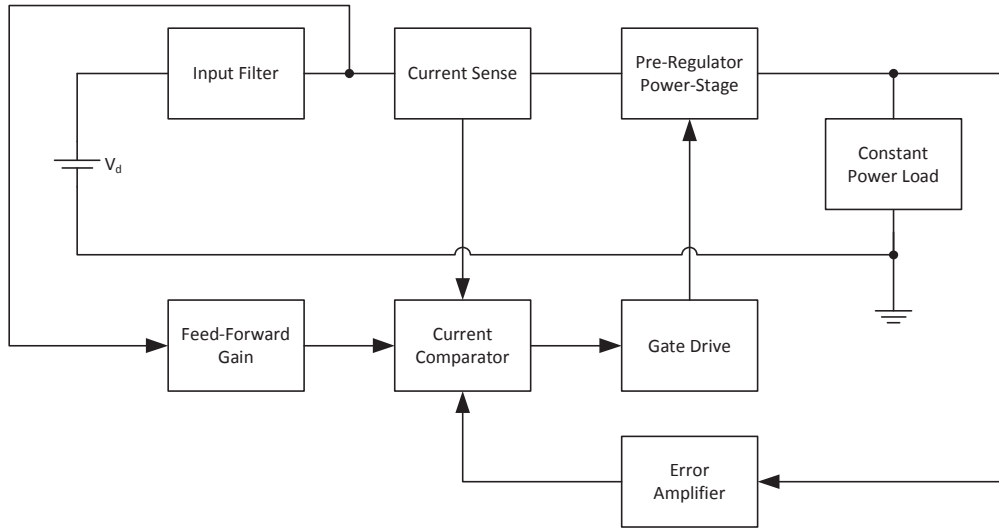 Input Filter
Current Sense
Pre-Regulator
Power-Stage
V_d
Constant
Power Load
Feed-Forward
Gain
Current
Comparator
Gate Drive
Error
Amplifier